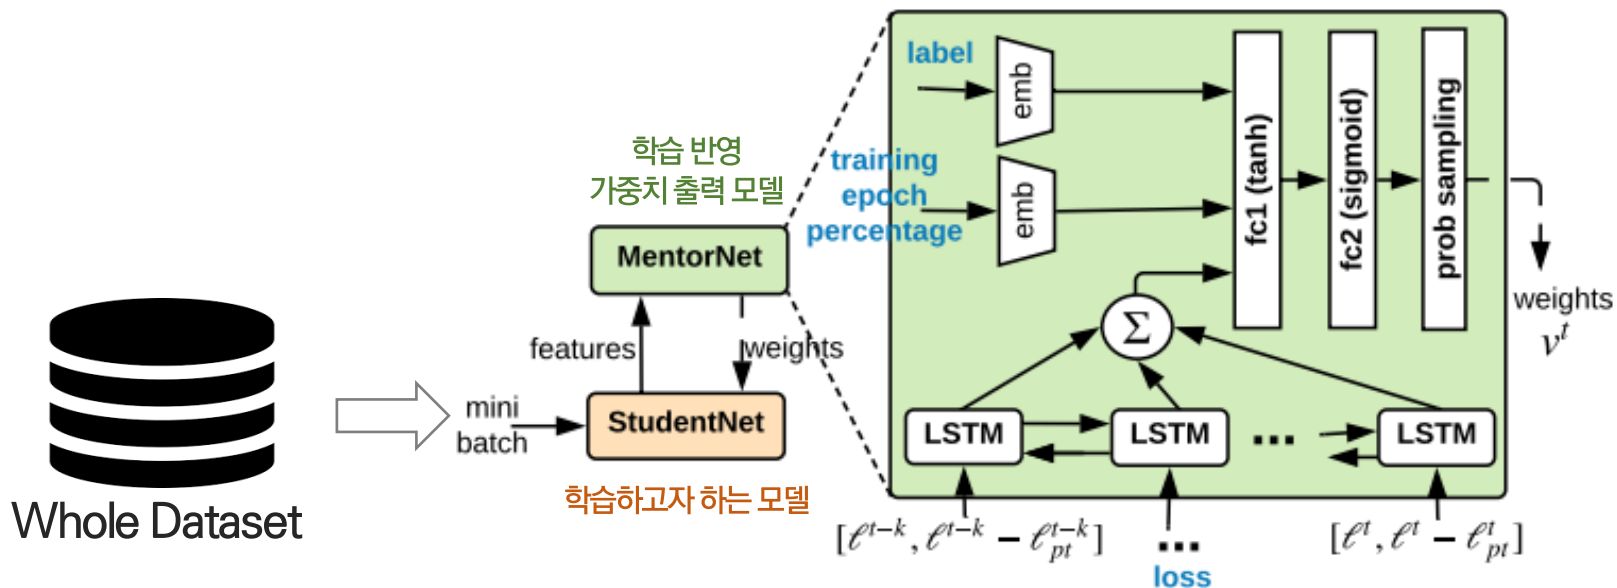 Whole Dataset
mini
batch
학습 반영
가중치 출력 모델
MentorNet
features
weights
StudentNet
학습하고자 하는 모델
label
emb
training
epoch
percentage
emb
fc1 (tanh)
fc2 (sigmoid)
prob sampling
weights
v^t
Σ
LSTM
LSTM
...
LSTM
[ℓ^{t−k}, ℓ^{t−k} − ℓ_{pt}^{t−k}]
...
[ℓ^t, ℓ^t − ℓ_{pt}^t]
loss